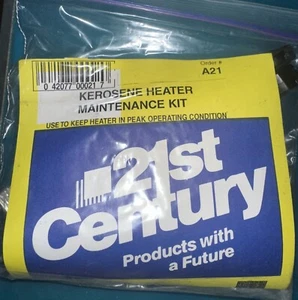 Order #
A21
0 42077 00021 7
KEROSENE HEATER
MAINTENANCE KIT
USE TO KEEP HEATER IN PEAK OPERATING CONDITION
21st
Century
Products with
a Future